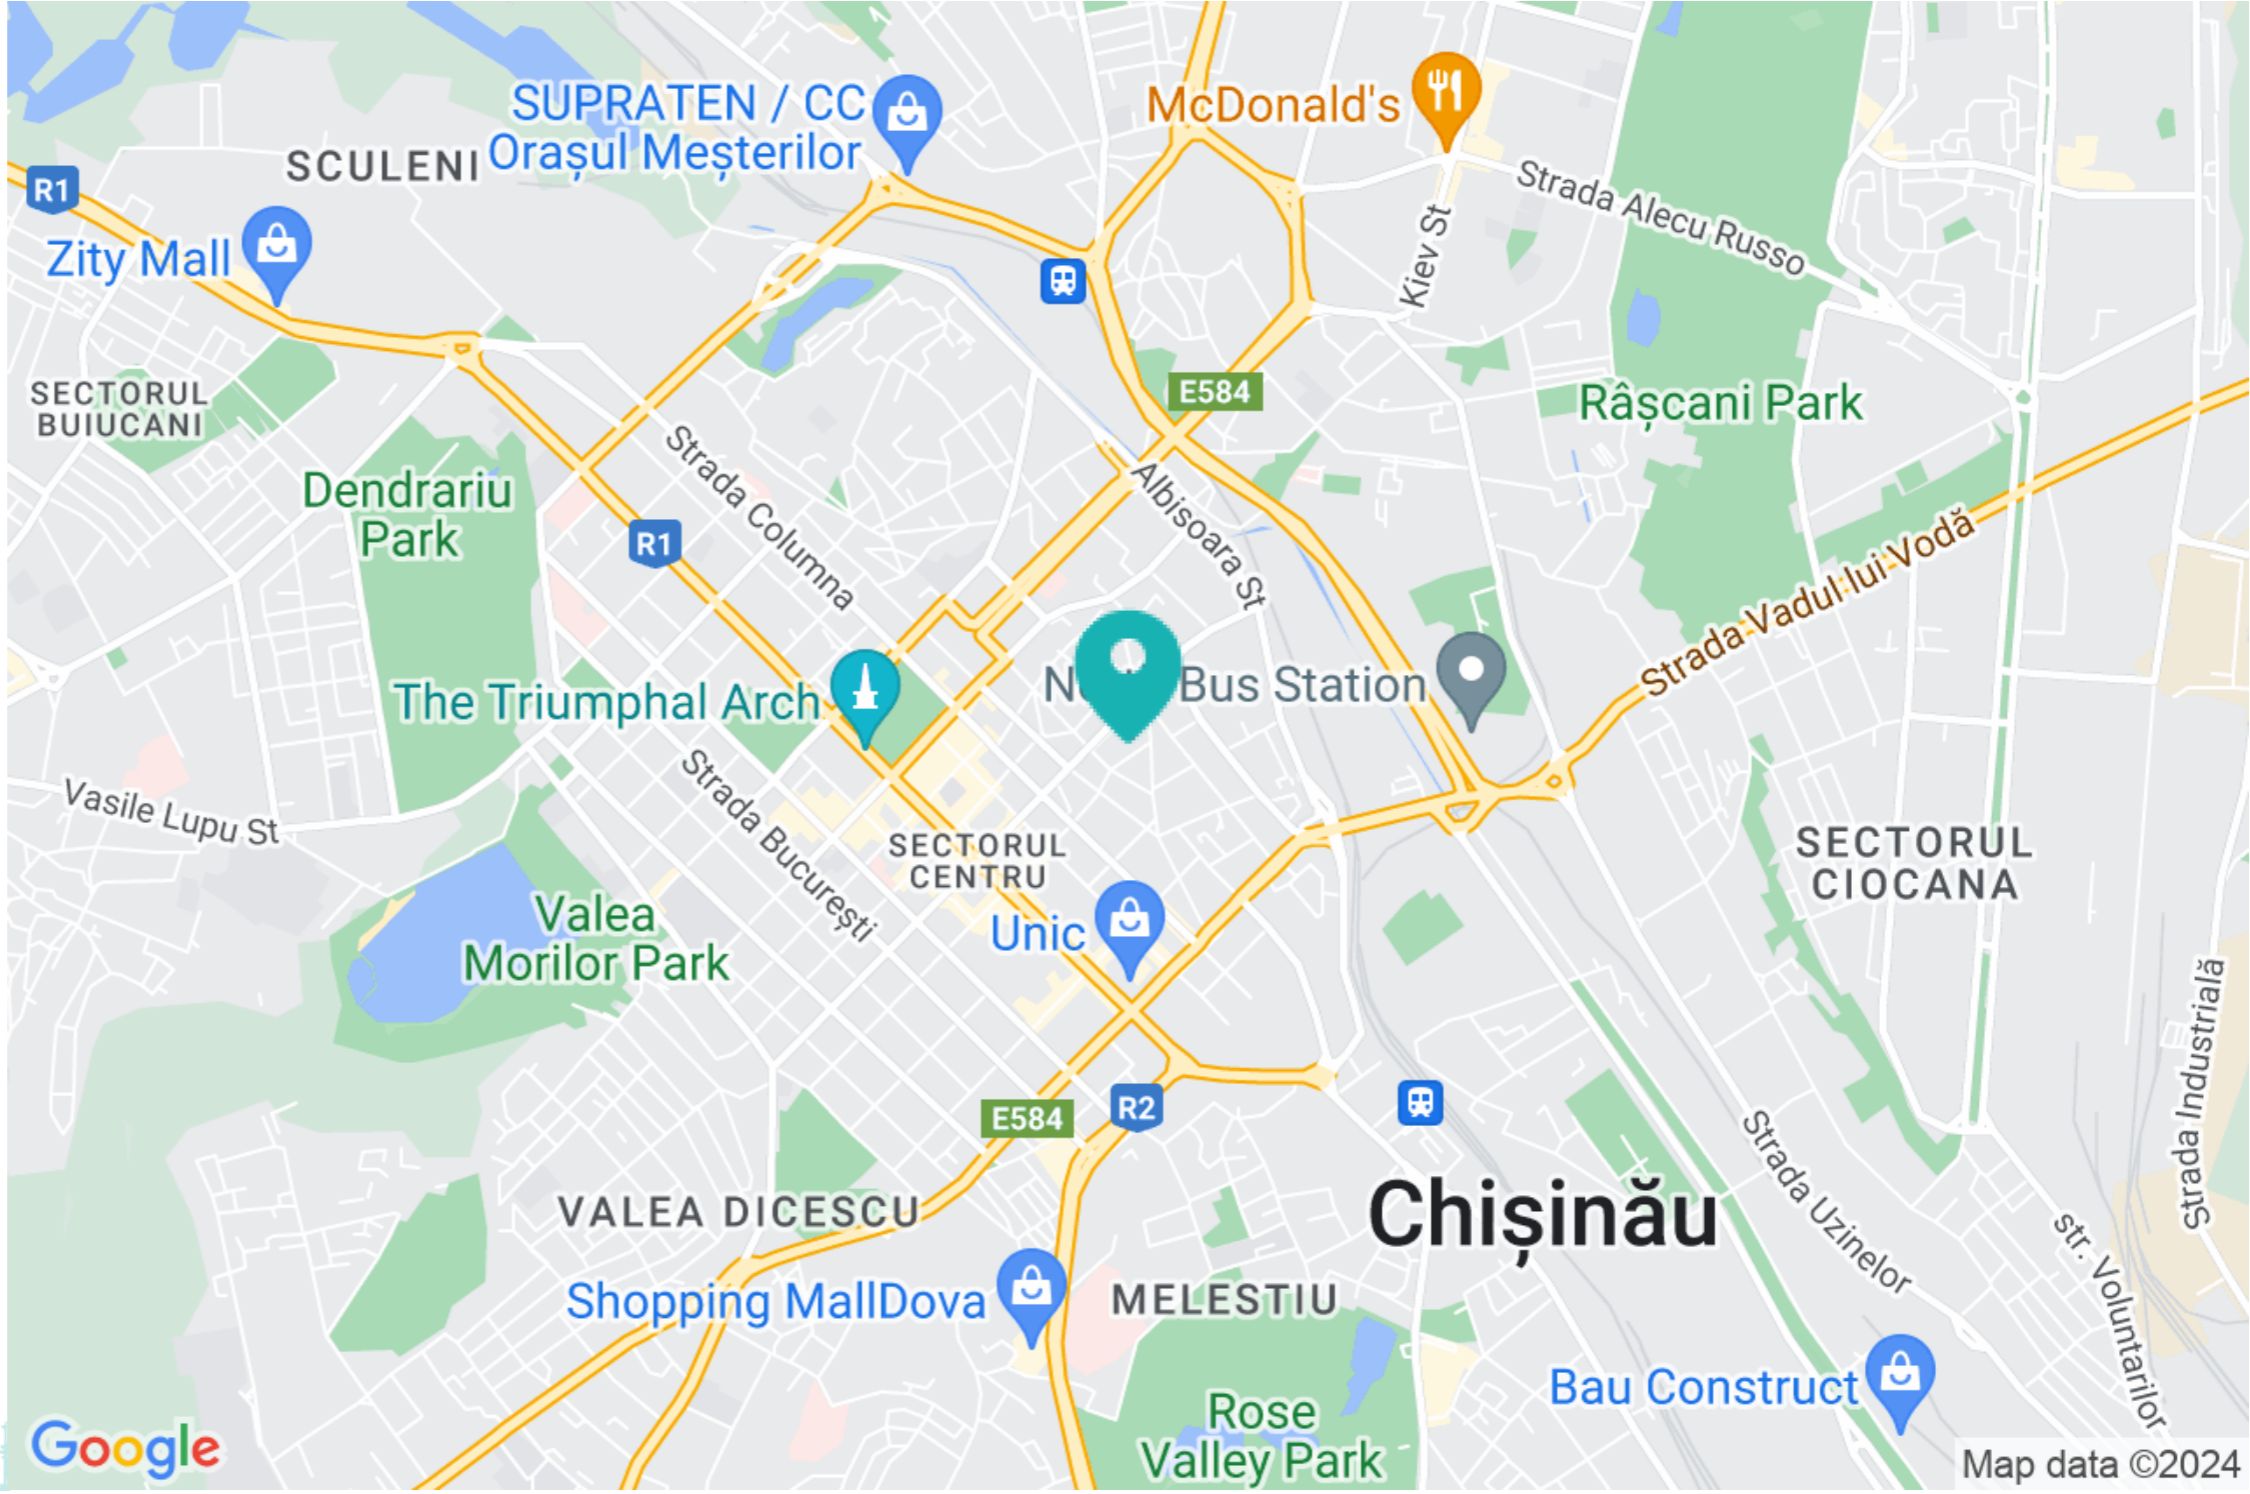 SUPRATEN / CC
Orașul Meșterilor
McDonald's
SCULENI
R1
Zity Mall
Strada Alecu Russo
Kiev St
SECTORUL
BUIUCANI
E584
Râșcani Park
Dendrariu
Park
Strada Columna
R1
Albișoara St
Strada Vadul lui Vodă
The Triumphal Arch
Bus Station
Vasile Lupu St
Strada București
SECTORUL
CENTRU
SECTORUL
CIOCANA
Valea
Morilor Park
Unic
Strada Industrială
E584
R2
Strada Uzinelor
VALEA DICESCU
Chișinău
str. Voluntarilor
Shopping MallDova
MELESTIU
Bau Construct
Rose
Valley Park
Google
Map data ©2024